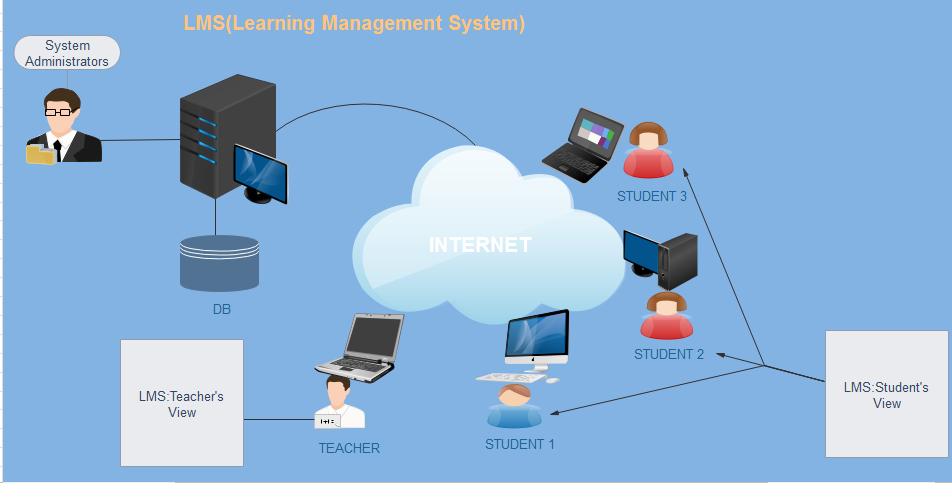 LMS(Learning Management System)
System
Administrators
STUDENT 3
INTERNET
DB
STUDENT 2
LMS:Teacher's
View
LMS:Student's
View
TEACHER
STUDENT 1